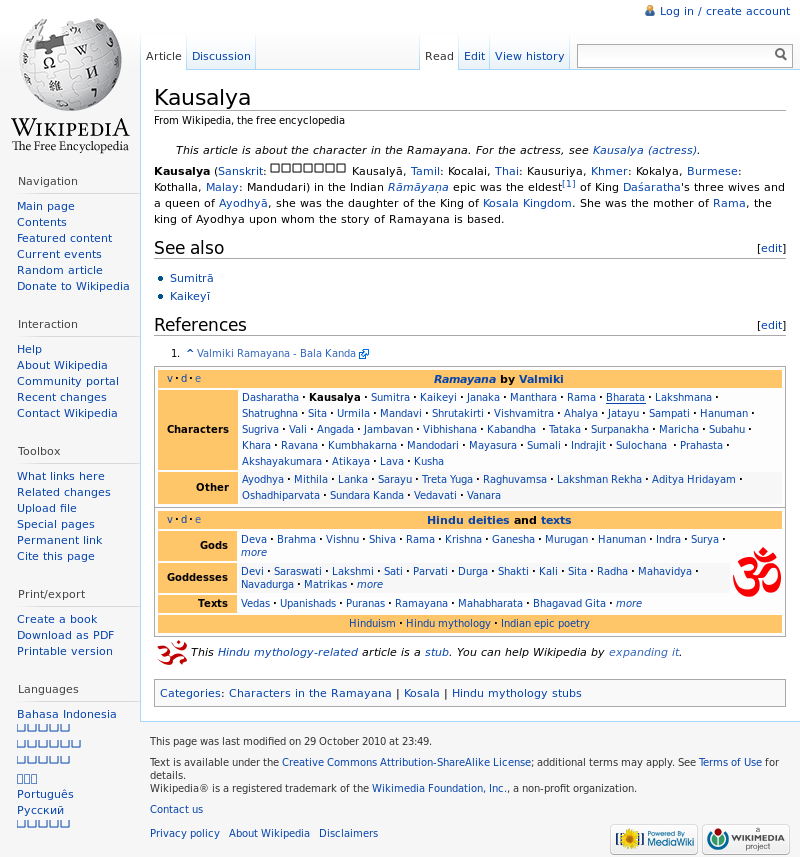 Log in / create account
Article Discussion Read Edit View history
WIKIPEDIA
The Free Encyclopedia
Navigation
Main page
Contents
Featured content
Current events
Random article
Donate to Wikipedia
Interaction
Help
About Wikipedia
Community portal
Recent changes
Contact Wikipedia
Toolbox
What links here
Related changes
Upload file
Special pages
Permanent link
Cite this page
Print/export
Create a book
Download as PDF
Printable version
Languages
Bahasa Indonesia
Português
Русский
Kausalya
From Wikipedia, the free encyclopedia
This article is about the character in the Ramayana. For the actress, see Kausalya (actress).
Kausalya (Sanskrit: Kausalyā, Tamil: Kocalai, Thai: Kausuriya, Khmer: Kokalya, Burmese:
Kothalla, Malay: Mandudari) in the Indian Rāmāyaṇa epic was the eldest[1] of King Daśaratha's three wives and
a queen of Ayodhyā, she was the daughter of the King of Kosala Kingdom. She was the mother of Rama, the
king of Ayodhya upon whom the story of Ramayana is based.
See also [edit]
• Sumitrā
• Kaikeyī
References [edit]
1. ^ Valmiki Ramayana - Bala Kanda
v · d · e Ramayana by Valmiki
Characters
Dasharatha · Kausalya · Sumitra · Kaikeyi · Janaka · Manthara · Rama · Bharata · Lakshmana ·
Shatrughna · Sita · Urmila · Mandavi · Shrutakirti · Vishvamitra · Ahalya · Jatayu · Sampati · Hanuman ·
Sugriva · Vali · Angada · Jambavan · Vibhishana · Kabandha · Tataka · Surpanakha · Maricha · Subahu ·
Khara · Ravana · Kumbhakarna · Mandodari · Mayasura · Sumali · Indrajit · Sulochana · Prahasta ·
Akshayakumara · Atikaya · Lava · Kusha
Other
Ayodhya · Mithila · Lanka · Sarayu · Treta Yuga · Raghuvamsa · Lakshman Rekha · Aditya Hridayam ·
Oshadhiparvata · Sundara Kanda · Vedavati · Vanara
v · d · e Hindu deities and texts
Gods
Deva · Brahma · Vishnu · Shiva · Rama · Krishna · Ganesha · Murugan · Hanuman · Indra · Surya ·
more
Goddesses
Devi · Saraswati · Lakshmi · Sati · Parvati · Durga · Shakti · Kali · Sita · Radha · Mahavidya ·
Navadurga · Matrikas · more
Texts Vedas · Upanishads · Puranas · Ramayana · Mahabharata · Bhagavad Gita · more
ॐ
Hinduism · Hindu mythology · Indian epic poetry
ॐ This Hindu mythology-related article is a stub. You can help Wikipedia by expanding it.
Categories: Characters in the Ramayana | Kosala | Hindu mythology stubs
This page was last modified on 29 October 2010 at 23:49.
Text is available under the Creative Commons Attribution-ShareAlike License; additional terms may apply. See Terms of Use for
details.
Wikipedia® is a registered trademark of the Wikimedia Foundation, Inc., a non-profit organization.
Contact us
Privacy policy About Wikipedia Disclaimers
Powered By
MediaWiki
a
WIKIMEDIA
project